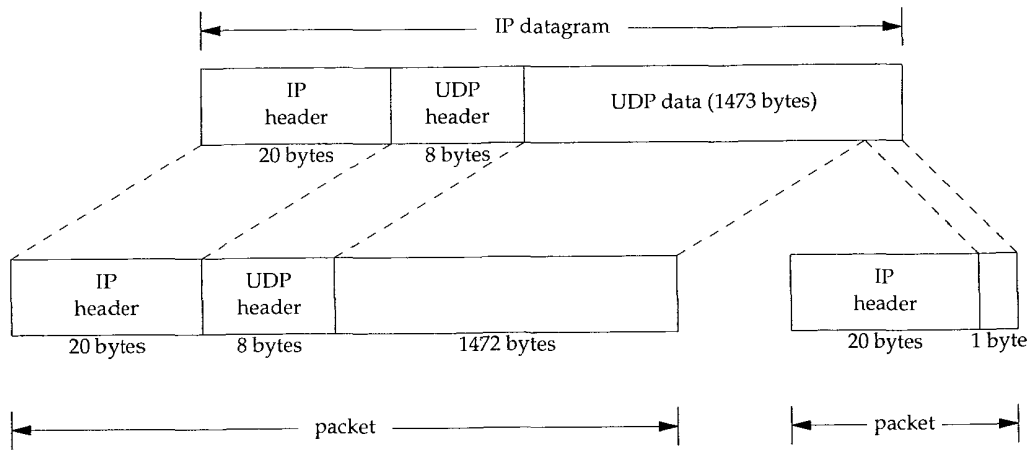 IP datagram
IP
header
UDP
header
UDP data (1473 bytes)
20 bytes
8 bytes
IP
header
UDP
header
IP
header
20 bytes
8 bytes
1472 bytes
20 bytes
1 byte
packet
packet